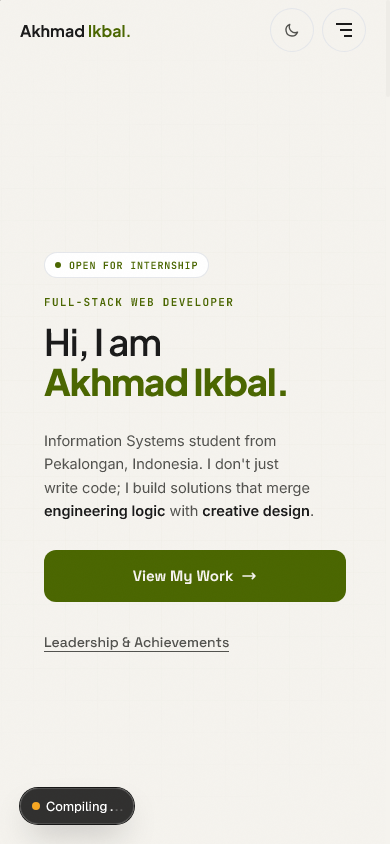 Akhmad Ikbal.
OPEN FOR INTERNSHIP
FULL-STACK WEB DEVELOPER
Hi, I am
Akhmad Ikbal.
Information Systems student from
Pekalongan, Indonesia. I don't just
write code; I build solutions that merge
engineering logic with creative design.
View My Work →
Leadership & Achievements
Compiling ...